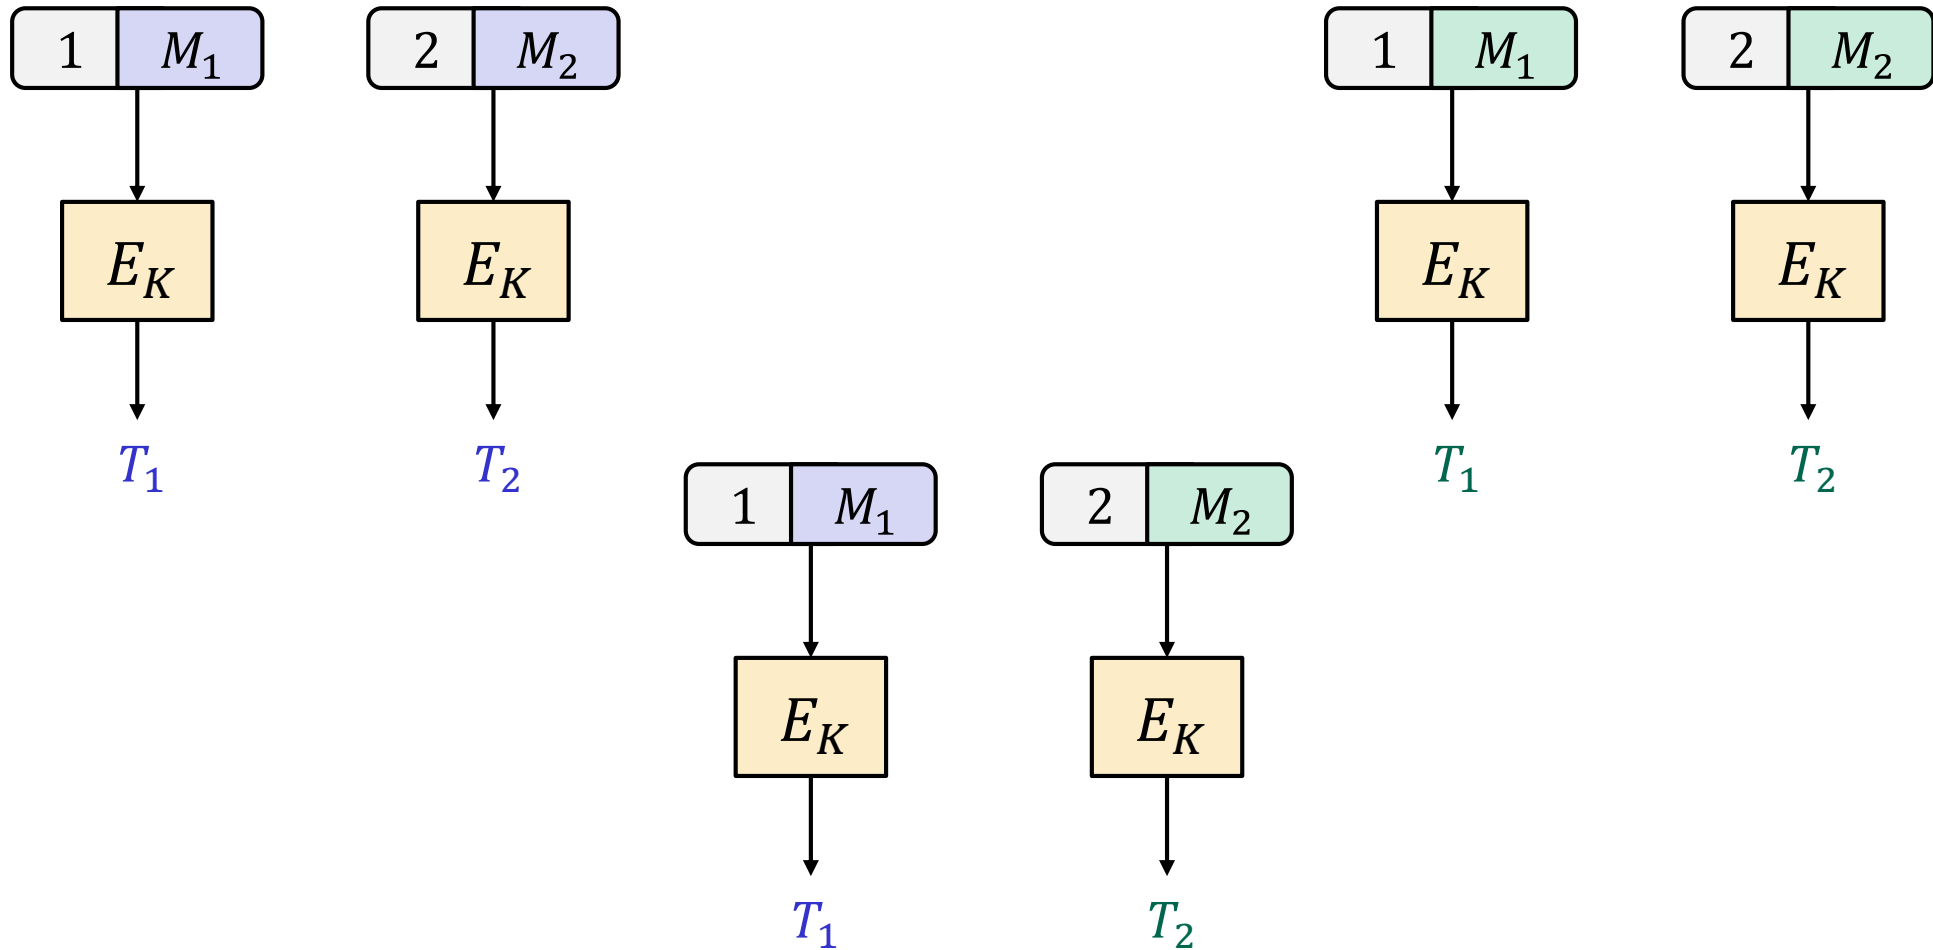 1 M₁ 2 M₂ 1 M₁ 2 M₂
E_K E_K E_K E_K
T₁ T₂ T₁ T₂
1 M₁ 2 M₂
E_K E_K
T₁ T₂